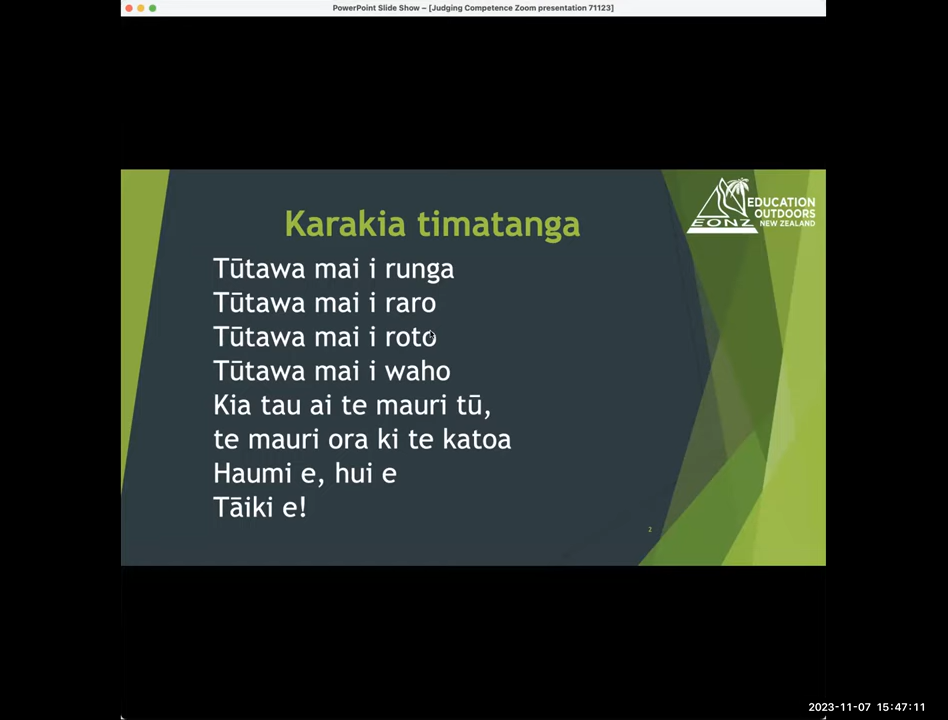 PowerPoint Slide Show – [Judging Competence Zoom presentation 71123]
EDUCATION
OUTDOORS
NEW ZEALAND
EONZ
Karakia timatanga
Tūtawa mai i runga
Tūtawa mai i raro
Tūtawa mai i roto
Tūtawa mai i waho
Kia tau ai te mauri tū,
te mauri ora ki te katoa
Haumi e, hui e
Tāiki e!
2
2023-11-07 15:47:11